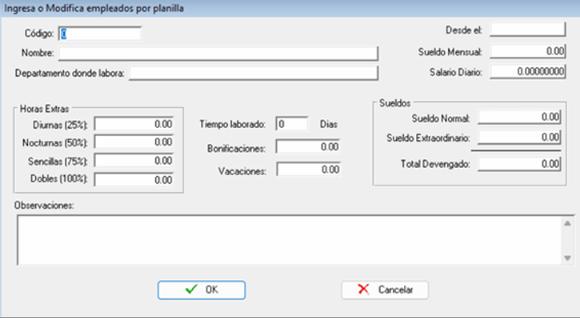 Ingresa o Modifica empleados por planilla
Código: 0
Desde el:
Nombre:
Sueldo Mensual: 0.00
Departamento donde labora:
Salario Diario: 0.00000000
Horas Extras
Diurnas (25%): 0.00
Nocturnas (50%): 0.00
Sencillas (75%): 0.00
Dobles (100%): 0.00
Tiempo laborado: 0 Dias
Bonificaciones: 0.00
Vacaciones: 0.00
Sueldos
Sueldo Normal: 0.00
Sueldo Extraordinario: 0.00
Total Devengado: 0.00
Observaciones:
OK
Cancelar